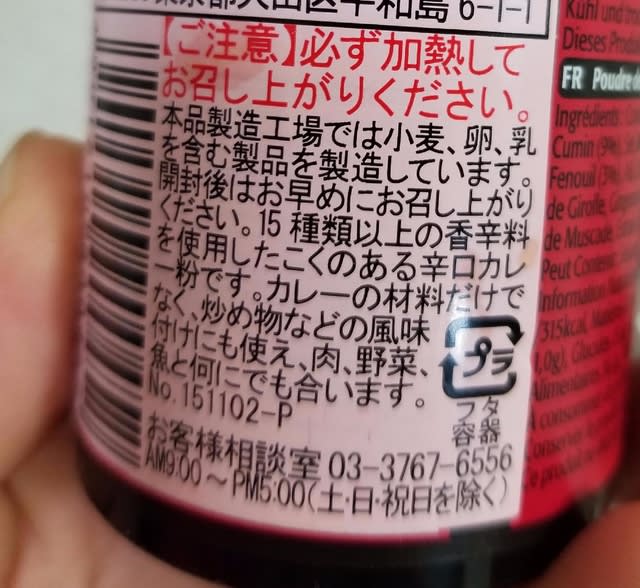 東京都大田区平和島 6-1-1
【ご注意】必ず加熱して
お召し上がりください。
本品製造工場では小麦、卵、乳
を含む製品を製造しています。
開封後はお早めにお召し上がり
ください。15 種類以上の香辛料
を使用したこくのある辛口カレ
ー粉です。カレーの材料だけで
なく、炒め物などの風味
付けにも使え、肉、野菜、
魚と何にでも合います。
No.151102-P
プラ
フタ
容器
お客様相談室 03-3767-6556
AM9:00～PM5:00(土・日・祝日を除く)
Kühl und
Dieses
FR Poudre
Ingrédients:
Cumin (9%),
Fenouil (3%),
de Girofle,
de Muscade,
Peut
Information
315kcal,